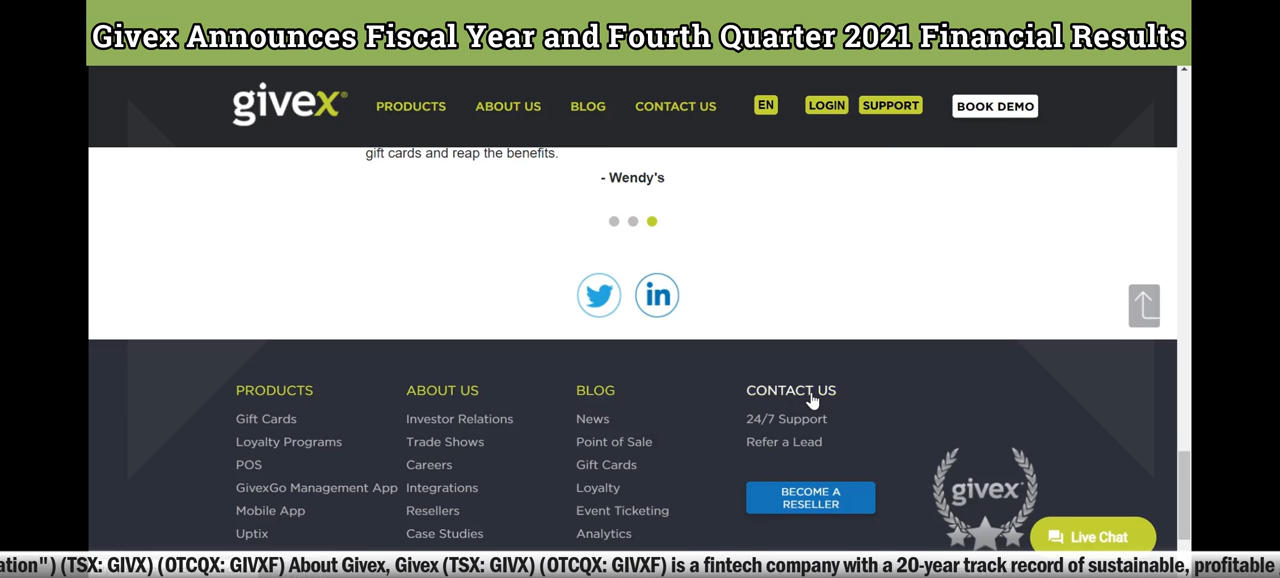 Givex Announces Fiscal Year and Fourth Quarter 2021 Financial Results
givex® PRODUCTS ABOUT US BLOG CONTACT US EN LOGIN SUPPORT BOOK DEMO
gift cards and reap the benefits.
- Wendy's
in
PRODUCTS ABOUT US BLOG CONTACT US
Gift Cards Investor Relations News 24/7 Support
Loyalty Programs Trade Shows Point of Sale Refer a Lead
POS Careers Gift Cards
GivexGo Management App Integrations Loyalty BECOME A
RESELLER
givex
Mobile App Resellers Event Ticketing
Uptix Case Studies Analytics
Live Chat
ation") (TSX: GIVX) (OTCQX: GIVXF) About Givex, Givex (TSX: GIVX) (OTCQX: GIVXF) is a fintech company with a 20-year track record of sustainable, profitable